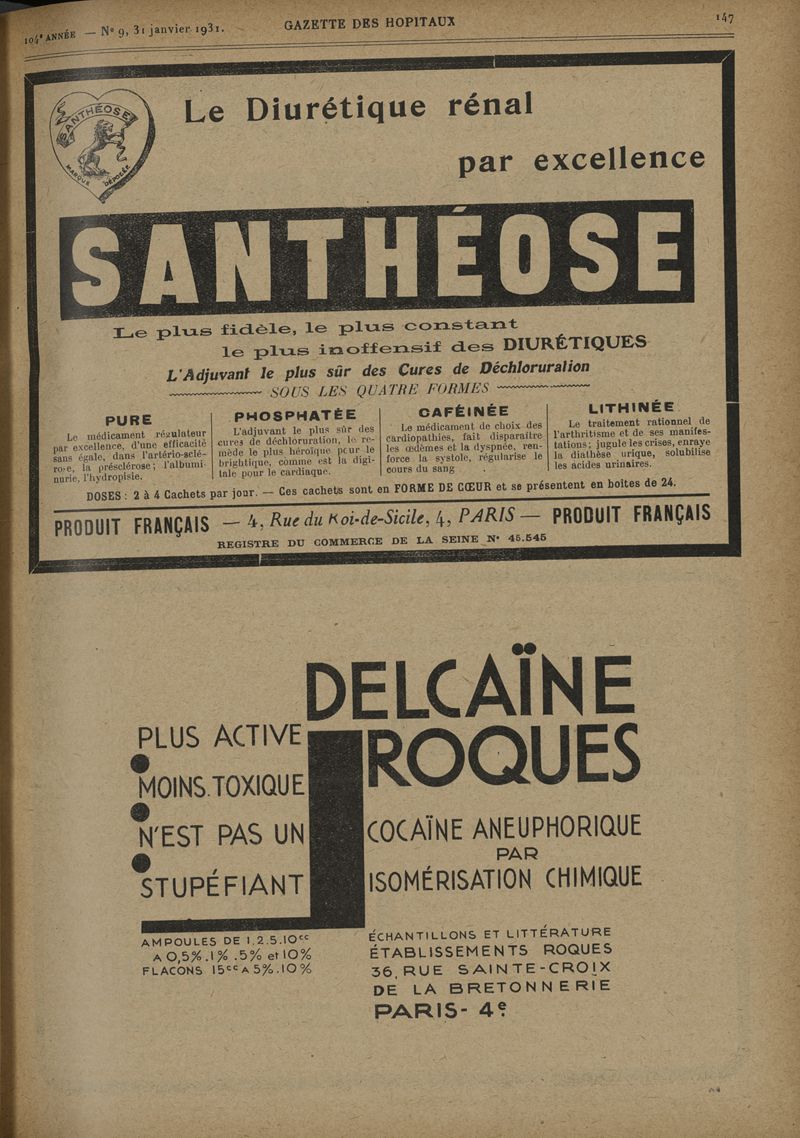 104ᵉ ANNÉE — Nº 9, 31 janvier 1931.
GAZETTE DES HOPITAUX
147
SANTHÉOSE
MARQUE DÉPOSÉE
Le Diurétique rénal
par excellence
SANTHÉOSE
Le plus fidèle, le plus constant
le plus inoffensif des DIURÉTIQUES
L'Adjuvant le plus sûr des Cures de Déchloruration
SOUS LES QUATRE FORMES
PURE
Le médicament régulateur
par excellence, d'une efficacité
sans égale, dans l'artério-sclé-
rose, la présclérose; l'albumi-
nurie, l'hydropisie.
PHOSPHATÉE
L'adjuvant le plus sûr des
cures de déchloruration, le re-
mède le plus héroïque pour le
brightique, comme est la digi-
tale pour le cardiaque.
CAFÉINÉE
Le médicament de choix des
cardiopathies, fait disparaître
les œdèmes et la dyspnée, ren-
force la systole, régularise le
cours du sang.
LITHINÉE
Le traitement rationnel de
l'arthritisme et de ses manifes-
tations; jugule les crises, enraye
la diathèse urique, solubilise
les acides urinaires.
DOSES : 2 à 4 Cachets par jour. — Ces cachets sont en FORME DE CŒUR et se présentent en boîtes de 24.
PRODUIT FRANÇAIS — 4, Rue du Roi-de-Sicile, 4, PARIS — PRODUIT FRANÇAIS
REGISTRE DU COMMERCE DE LA SEINE Nº 45.545
DELCAÏNE
ROQUES
PLUS ACTIVE
MOINS.TOXIQUE
N'EST PAS UN
STUPÉFIANT
COCAÏNE ANEUPHORIQUE
PAR
ISOMÉRISATION CHIMIQUE
AMPOULES DE 1.2.5.10ᶜᶜ
A 0,5%.1% .5% et 10%
FLACONS 15ᶜᶜ A 5%.10%
ÉCHANTILLONS ET LITTÉRATURE
ÉTABLISSEMENTS ROQUES
36, RUE SAINTE-CROIX
DE LA BRETONNERIE
PARIS- 4ᵉ